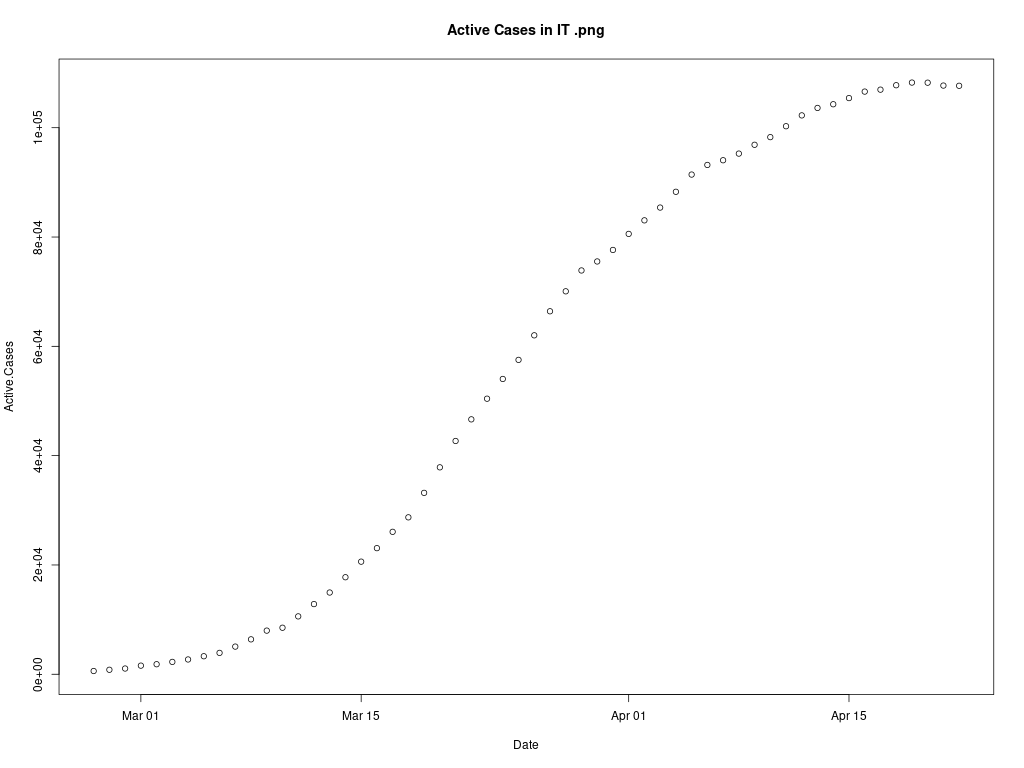 Active Cases in IT .png
Active.Cases
1e+05
8e+04
6e+04
4e+04
2e+04
0e+00
Mar 01 Mar 15 Apr 01 Apr 15
Date